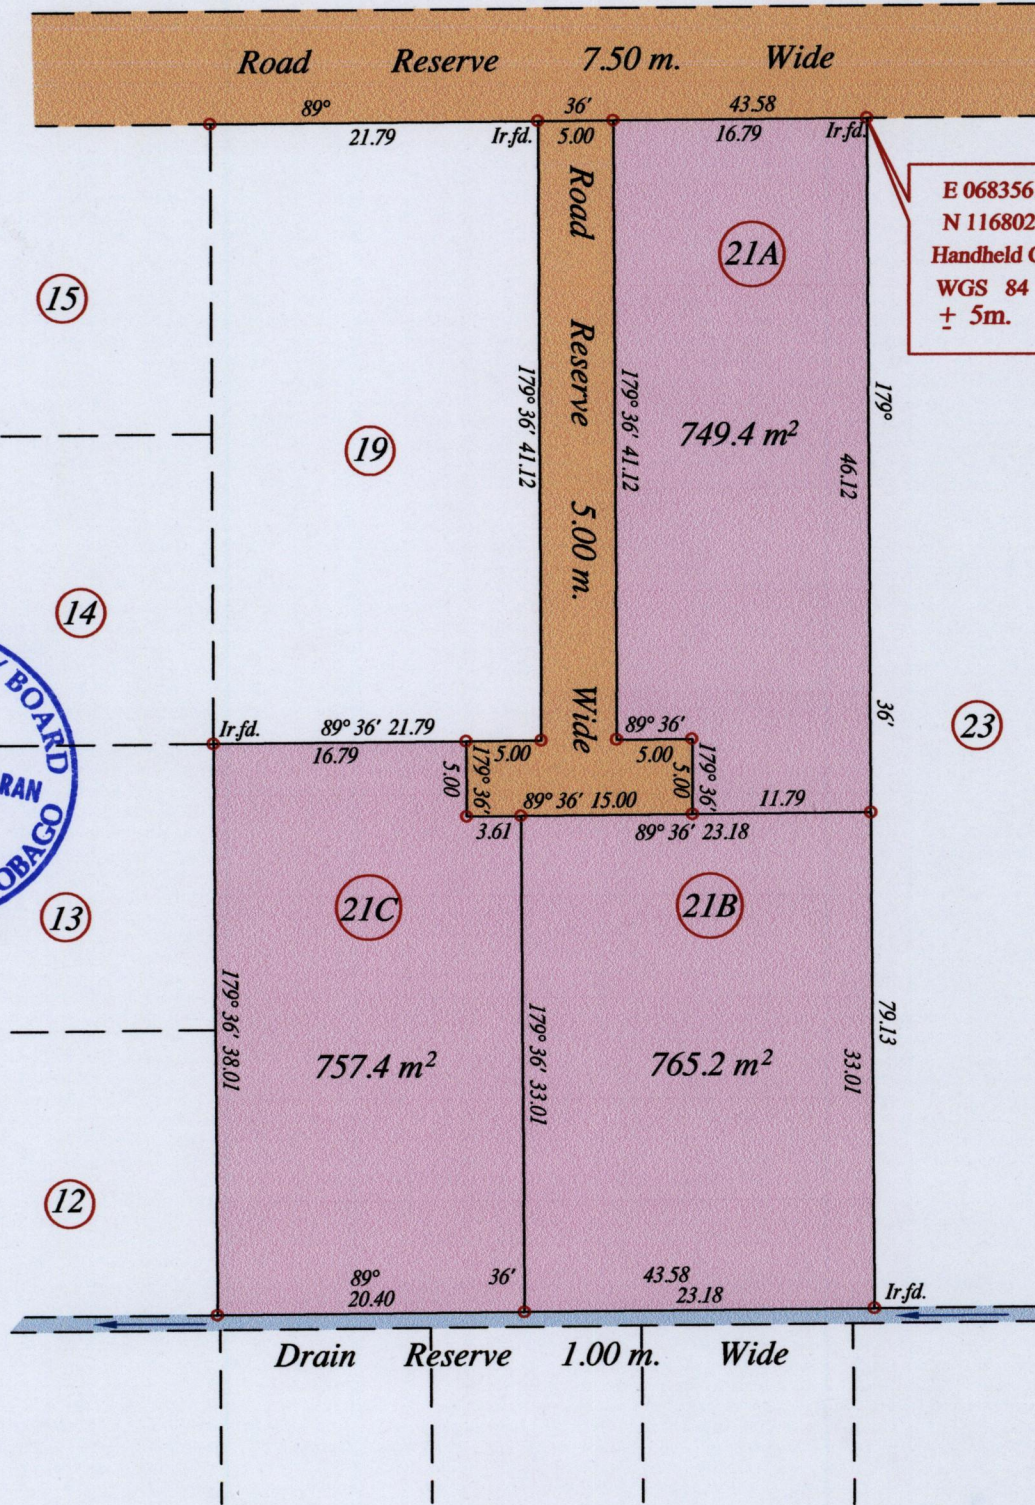 Road Reserve 7.50 m. Wide
89° 36' 43.58
21.79 Ir.fd. 5.00 16.79 Ir.fd.
E 068356
N 116802
Handheld
WGS 84
± 5m.
15
21A
19
749.4 m²
179° 36' 41.12
179° 36' 41.12
Road Reserve 5.00 m. Wide
179° 36'
46.12
79.13
14
23
BOARD
RAN
OBAGO
Ir.fd. 89° 36' 21.79
16.79
5.00
89° 36'
5.00
5.00
179° 36'
5.00
179° 36'
89° 36' 15.00
11.79
3.61
89° 36' 23.18
13
21C
21B
179° 36' 38.01
179° 36' 33.01
33.01
757.4 m²
765.2 m²
12
89° 36' 43.58
20.40
23.18
Ir.fd.
Drain Reserve 1.00 m. Wide